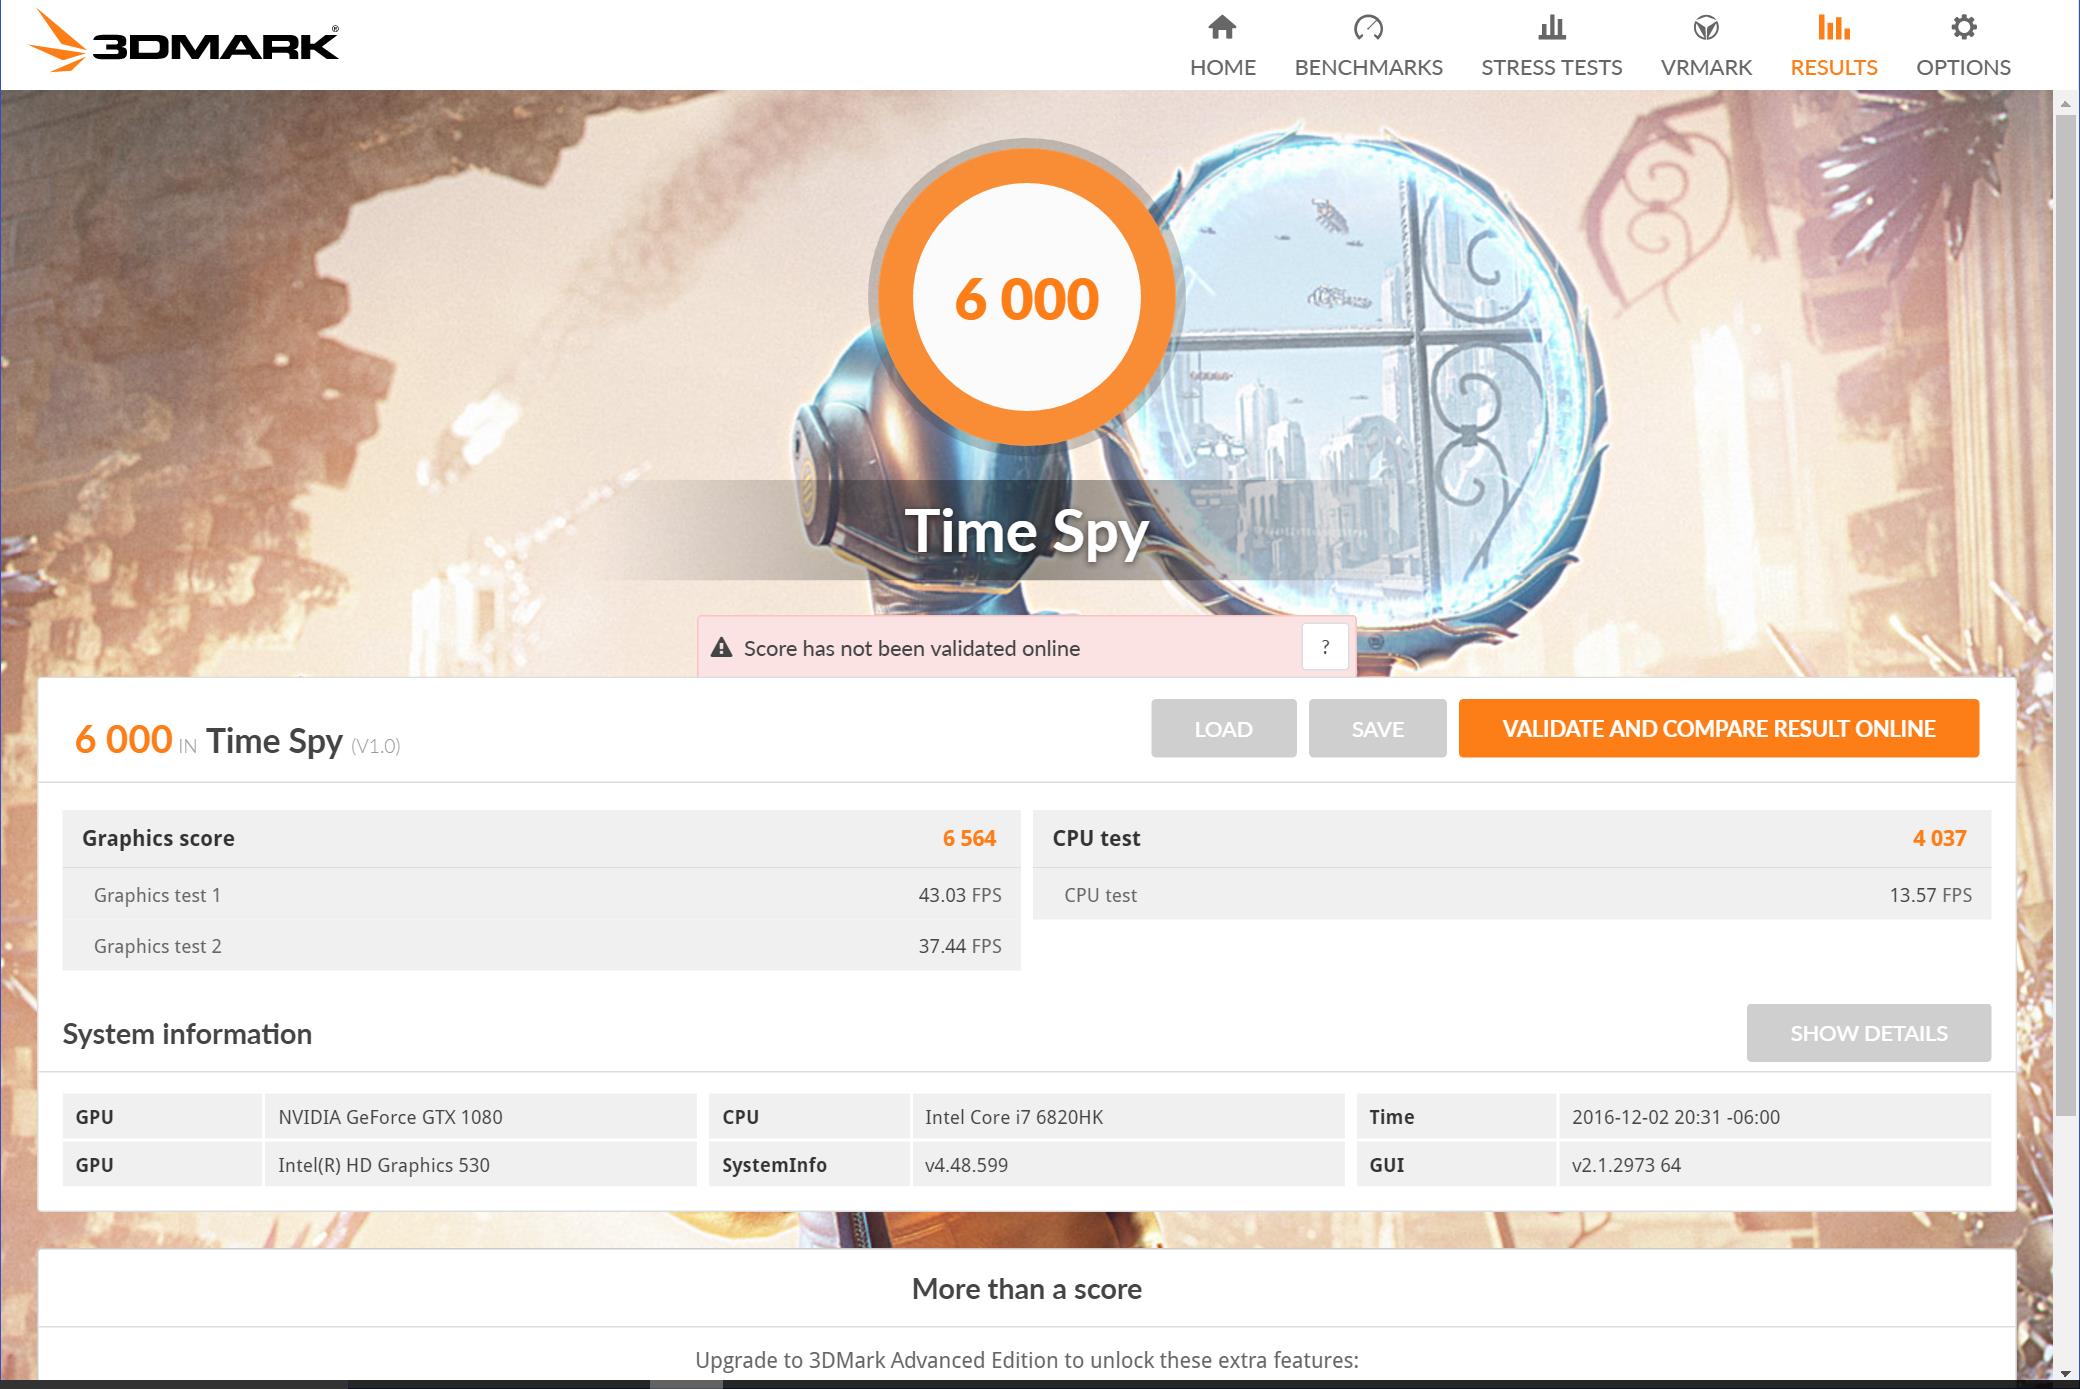 3DMARK®
HOME
BENCHMARKS
STRESS TESTS
VRMARK
RESULTS
OPTIONS
6 000
Time Spy
Score has not been validated online
?
6 000 IN Time Spy (V1.0)
LOAD
SAVE
VALIDATE AND COMPARE RESULT ONLINE
Graphics score 6 564
Graphics test 1 43.03 FPS
Graphics test 2 37.44 FPS
CPU test 4 037
CPU test 13.57 FPS
System information
SHOW DETAILS
GPU NVIDIA GeForce GTX 1080
CPU Intel Core i7 6820HK
Time 2016-12-02 20:31 -06:00
GPU Intel(R) HD Graphics 530
SystemInfo v4.48.599
GUI v2.1.2973 64
More than a score
Upgrade to 3DMark Advanced Edition to unlock these extra features: